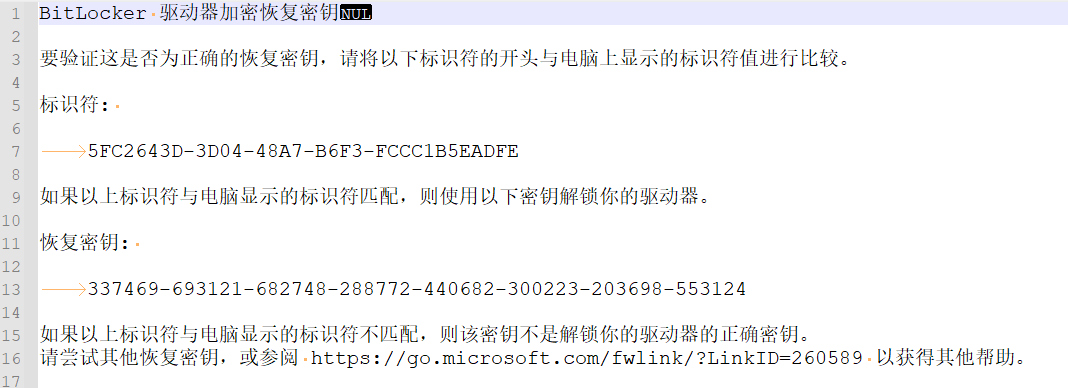 1 BitLocker 驱动器加密恢复密钥NUL
2
3 要验证这是否为正确的恢复密钥，请将以下标识符的开头与电脑上显示的标识符值进行比较。
4
5 标识符:
6
7 5FC2643D-3D04-48A7-B6F3-FCCC1B5EADFE
8
9 如果以上标识符与电脑显示的标识符匹配，则使用以下密钥解锁你的驱动器。
10
11 恢复密钥:
12
13 337469-693121-682748-288772-440682-300223-203698-553124
14
15 如果以上标识符与电脑显示的标识符不匹配，则该密钥不是解锁你的驱动器的正确密钥。
16 请尝试其他恢复密钥，或参阅 https://go.microsoft.com/fwlink/?LinkID=260589 以获得其他帮助。
17